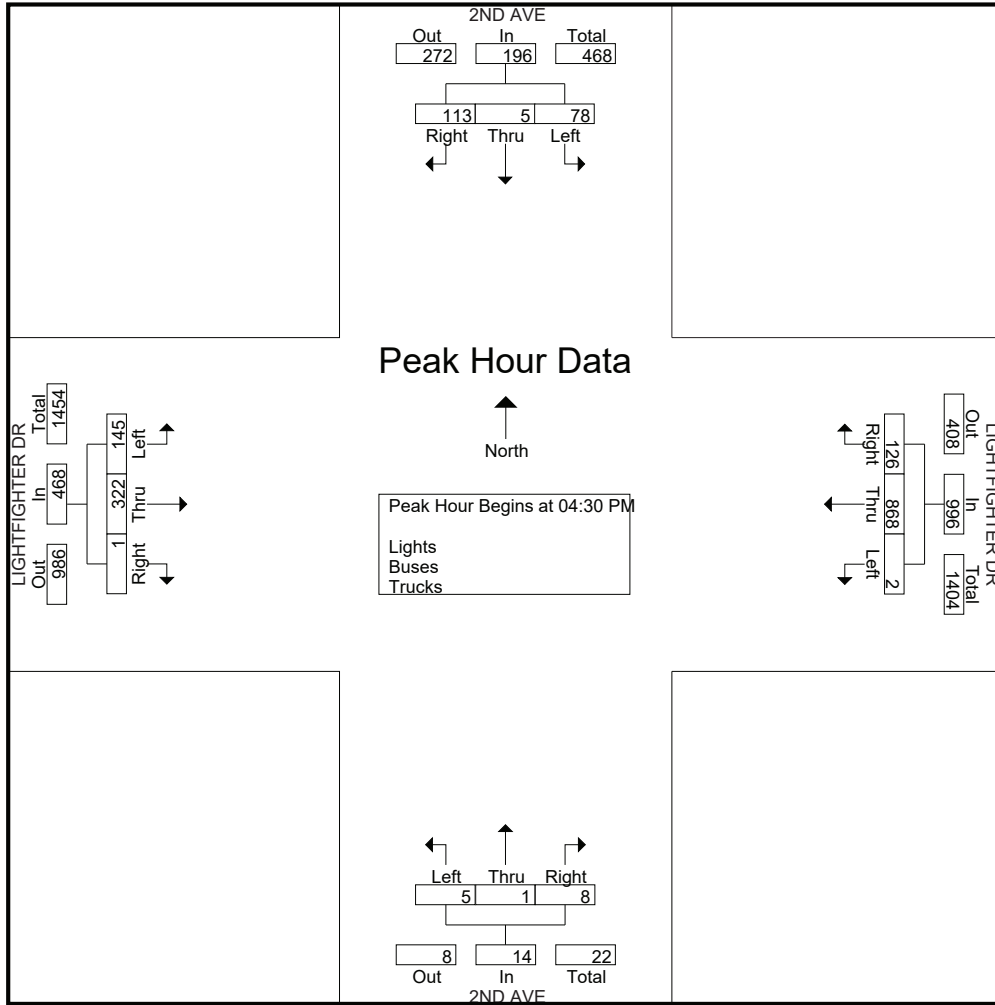 2ND AVE
Out In Total
272 196 468
113 5 78
Right Thru Left
Peak Hour Data
North
Peak Hour Begins at 04:30 PM
Lights
Buses
Trucks
LIGHTFIGHTER DR
Out In Total
986 468 1454
Right Thru Left
1 322 145
LIGHTFIGHTER DR
Out In Total
408 996 1404
Right Thru Left
126 868 2
Left Thru Right
5 1 8
8 14 22
Out In Total
2ND AVE